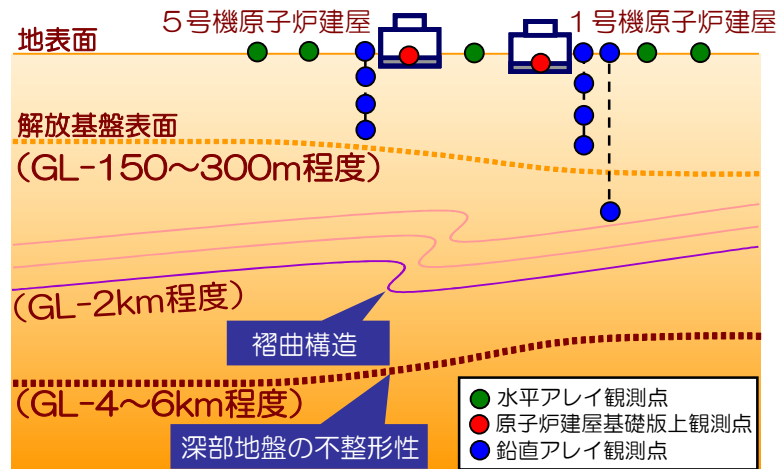 ５号機原子炉建屋
１号機原子炉建屋
地表面
解放基盤表面
(GL-150～300m程度)
(GL-2km程度)
褶曲構造
(GL-4～6km程度)
深部地盤の不整形性
水平アレイ観測点
原子炉建屋基礎版上観測点
鉛直アレイ観測点